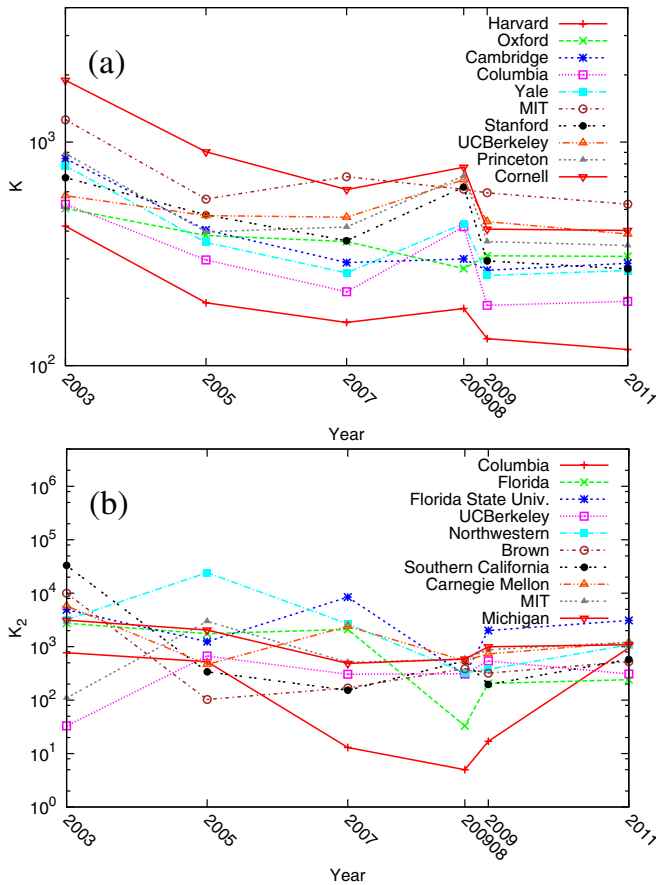 (a)
Harvard
Oxford
Cambridge
Columbia
Yale
MIT
Stanford
UCBerkeley
Princeton
Cornell
K
10^3
10^2
2003
2005
2007
200908
2009
2011
Year
(b)
Columbia
Florida
Florida State Univ.
UCBerkeley
Northwestern
Brown
Southern California
Carnegie Mellon
MIT
Michigan
K_2
10^6
10^5
10^4
10^3
10^2
10^1
10^0
2003
2005
2007
200908
2009
2011
Year